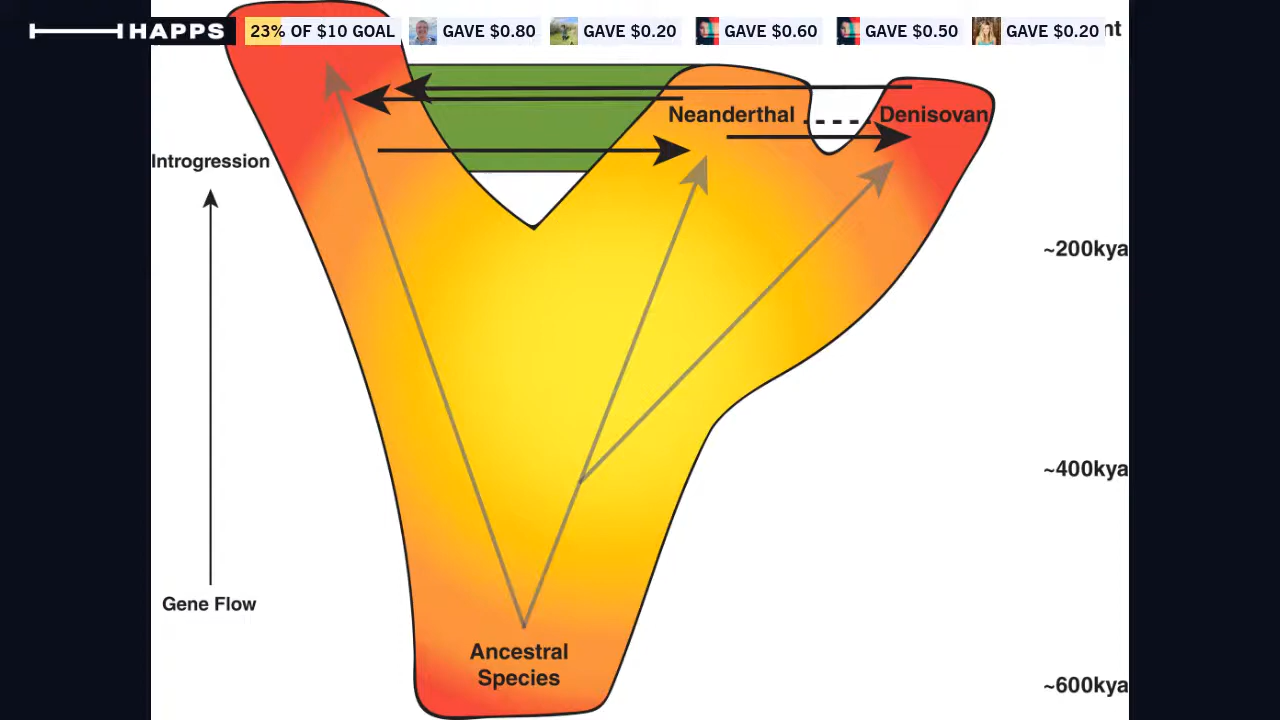 HAPPS
23% OF $10 GOAL
GAVE $0.80
GAVE $0.20
GAVE $0.60
GAVE $0.50
GAVE $0.20
Neanderthal
Denisovan
Introgression
~200kya
~400kya
Gene Flow
Ancestral
Species
~600kya